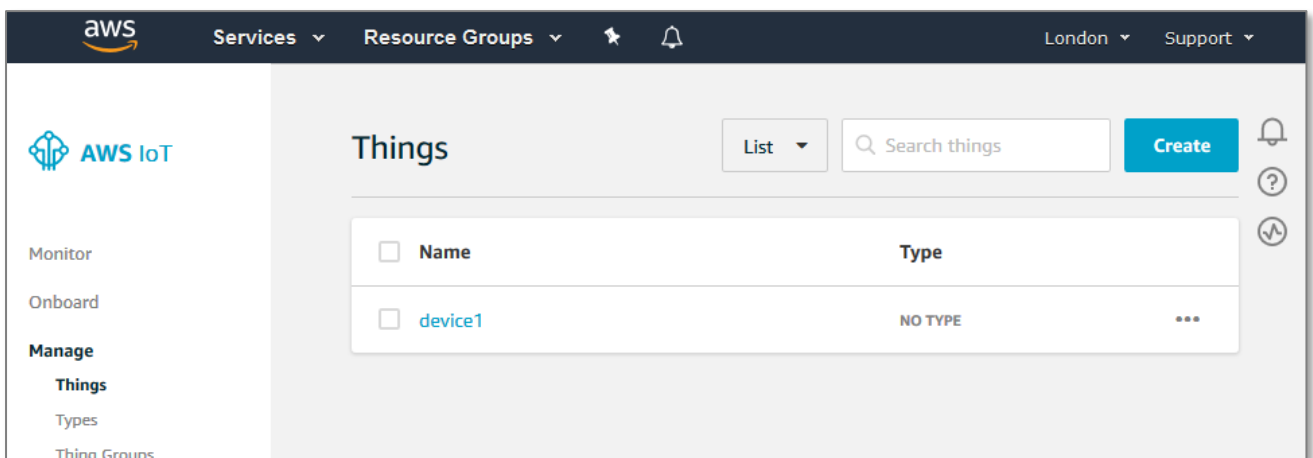 aws Services Resource Groups London Support
AWS IoT
Things List Search things Create
Monitor
Onboard
Manage
Things
Types
Thing Groups
Name Type
device1 NO TYPE